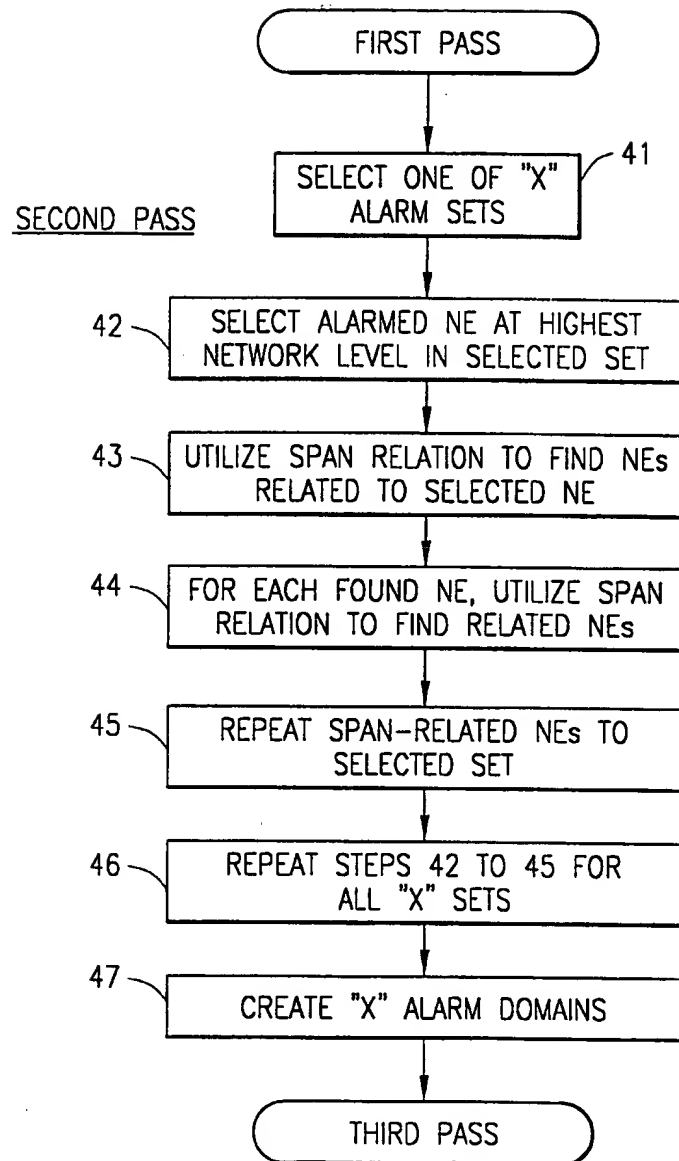 FIRST PASS
41
SELECT ONE OF "X"
ALARM SETS
SECOND PASS
42
SELECT ALARMED NE AT HIGHEST
NETWORK LEVEL IN SELECTED SET
43
UTILIZE SPAN RELATION TO FIND NEs
RELATED TO SELECTED NE
44
FOR EACH FOUND NE, UTILIZE SPAN
RELATION TO FIND RELATED NEs
45
REPEAT SPAN-RELATED NEs TO
SELECTED SET
46
REPEAT STEPS 42 TO 45 FOR
ALL "X" SETS
47
CREATE "X" ALARM DOMAINS
THIRD PASS